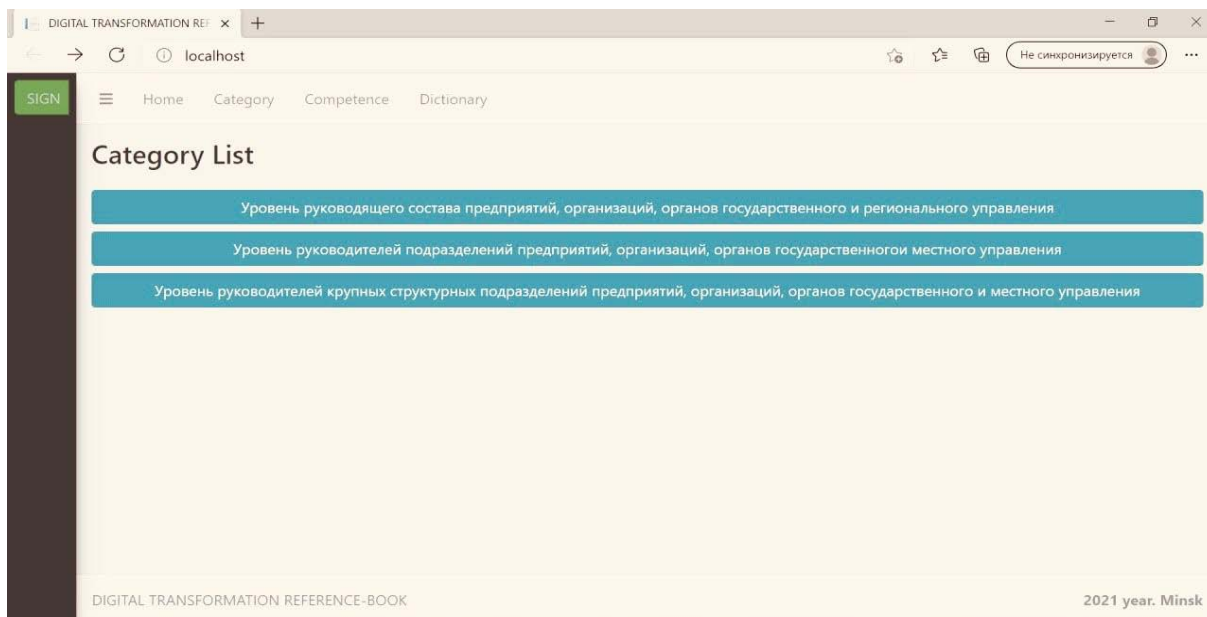 DIGITAL TRANSFORMATION REF
localhost
Не синхронизируется
SIGN
Home Category Competence Dictionary
Category List
Уровень руководящего состава предприятий, организаций, органов государственного и регионального управления
Уровень руководителей подразделений предприятий, организаций, органов государственногои местного управления
Уровень руководителей крупных структурных подразделений предприятий, организаций, органов государственного и местного управления
DIGITAL TRANSFORMATION REFERENCE-BOOK
2021 year. Minsk